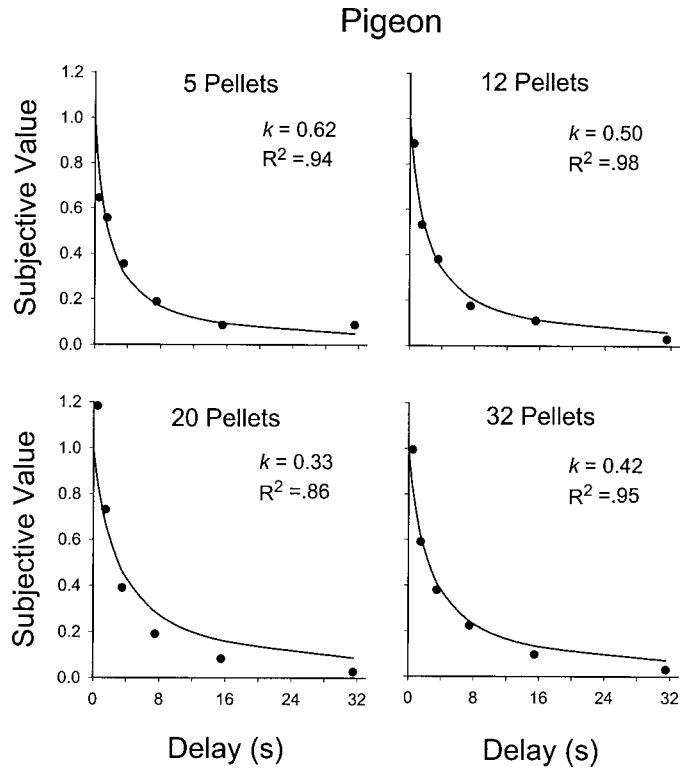 Pigeon
5 Pellets
12 Pellets
k = 0.62
R² =.94
k = 0.50
R² =.98
Subjective Value
1.2
1.0
0.8
0.6
0.4
0.2
0.0
20 Pellets
32 Pellets
k = 0.33
R² =.86
k = 0.42
R² =.95
Subjective Value
1.2
1.0
0.8
0.6
0.4
0.2
0.0
0 8 16 24 32
0 8 16 24 32
Delay (s)
Delay (s)